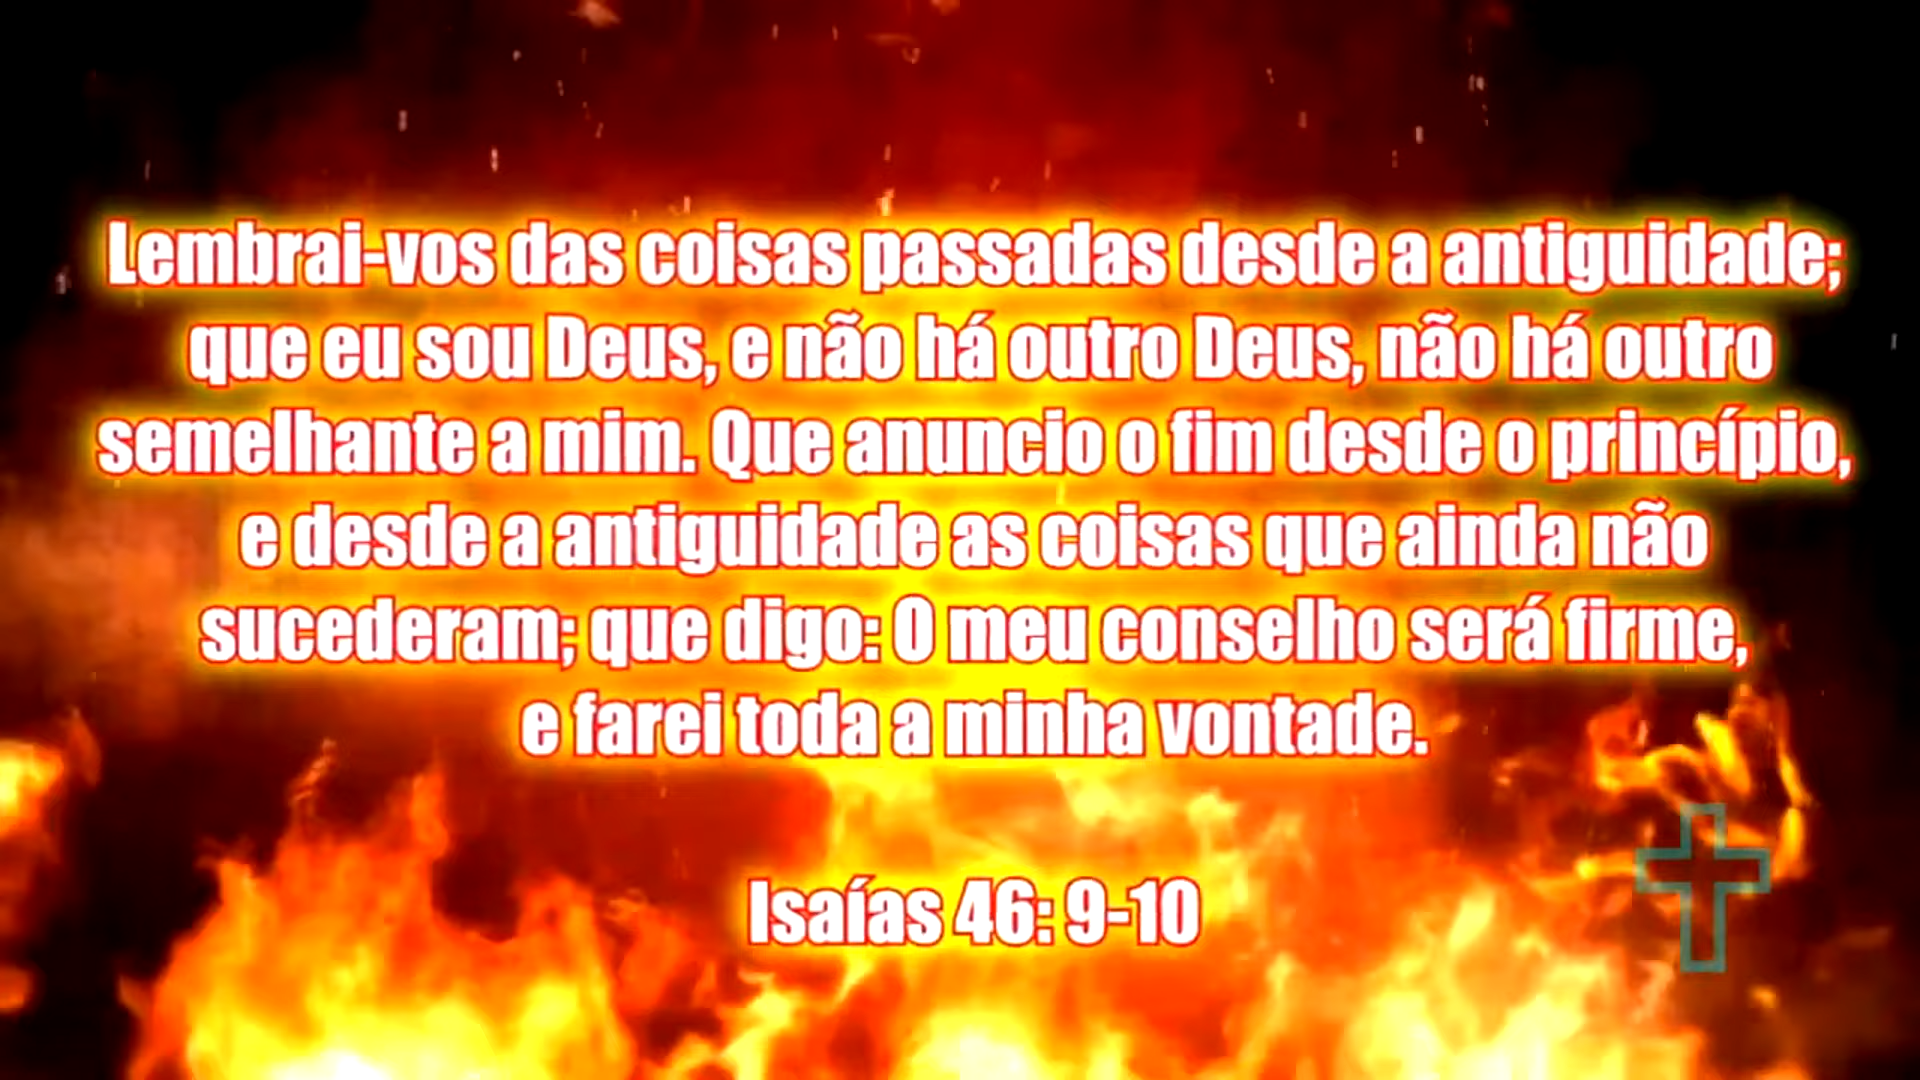 Lembrai-vos das coisas passadas desde a antiguidade;
que eu sou Deus, e não há outro Deus, não há outro
semelhante a mim. Que anuncio o fim desde o princípio,
e desde a antiguidade as coisas que ainda não
sucederam; que digo: O meu conselho será firme,
e farei toda a minha vontade.
Isaías 46: 9-10